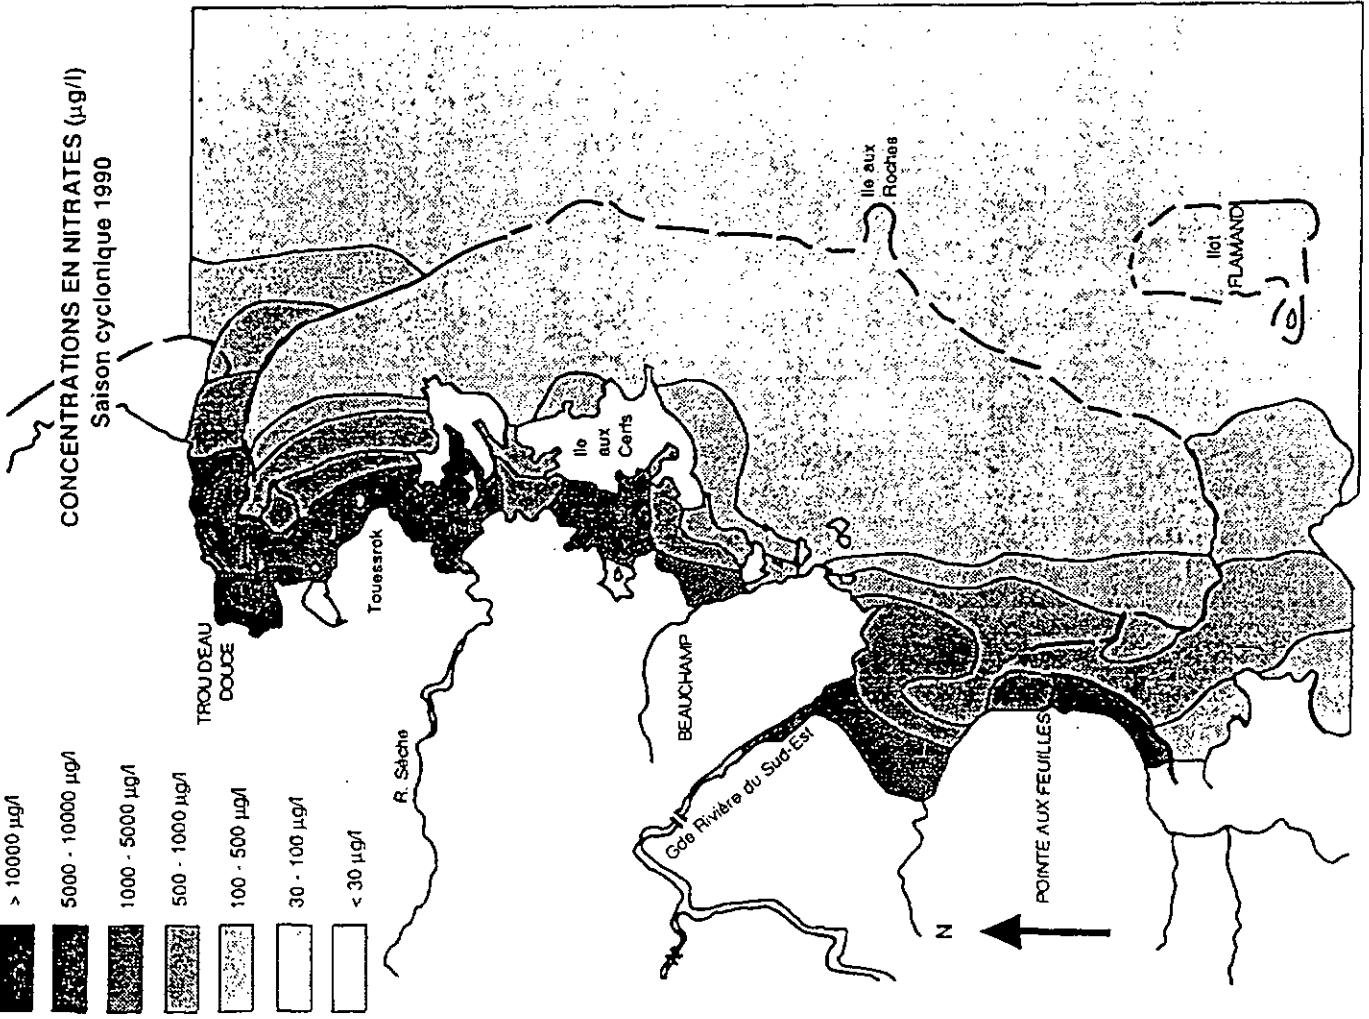 CONCENTRATIONS EN NITRATES (µg/l)
Saison cyclonique 1990
> 10000 µg/l
5000 - 10000 µg/l
1000 - 5000 µg/l
500 - 1000 µg/l
100 - 500 µg/l
30 - 100 µg/l
< 30 µg/l
TROU D'EAU
DOUCE
Touessrok
R. Sèche
Ile
aux
Cerfs
BEAUCHAMP
Gde Rivière du Sud-Est
Ile aux
Roches
POINTE AUX FEUILLES
Ilot
FLAMAND
N